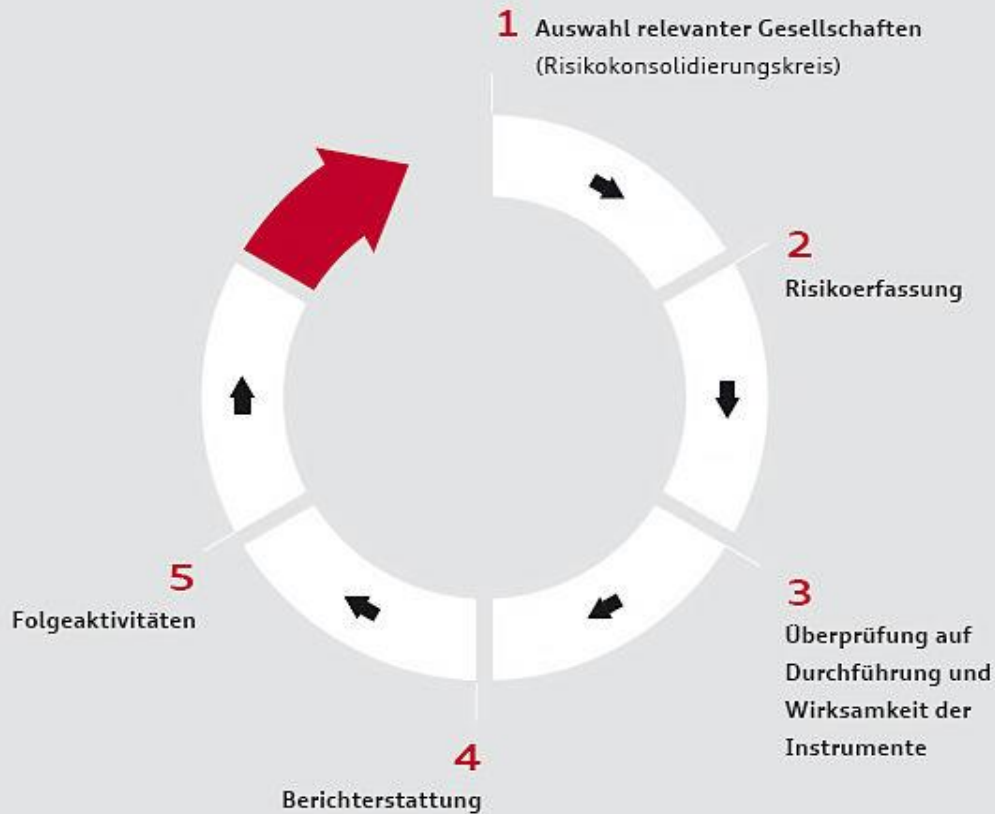 1 Auswahl relevanter Gesellschaften
(Risikokonsolidierungskreis)
2
Risikoerfassung
3
Überprüfung auf
Durchführung und
Wirksamkeit der
Instrumente
4
Berichterstattung
5
Folgeaktivitäten